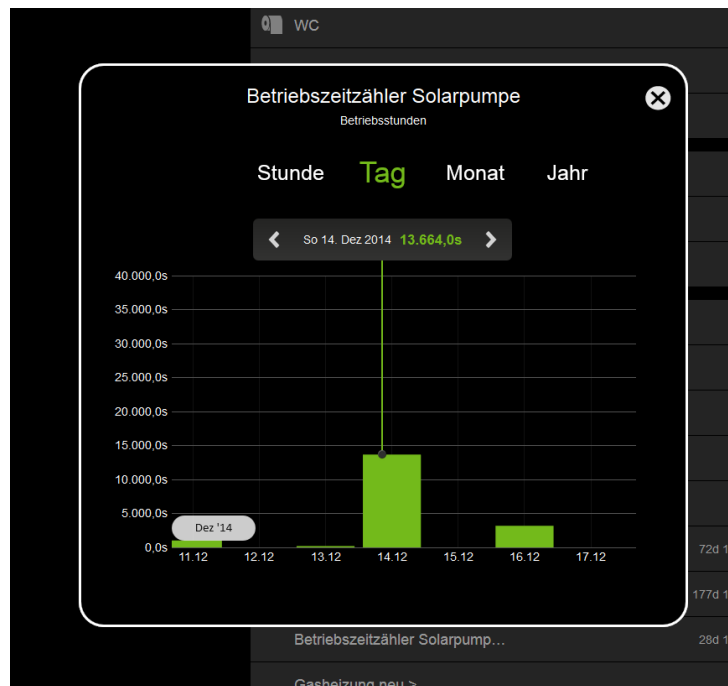 WC
Betriebszeitzähler Solarpumpe
Betriebsstunden
Stunde Tag Monat Jahr
So 14. Dez 2014 13.664,0s
40.000,0s
35.000,0s
30.000,0s
25.000,0s
20.000,0s
15.000,0s
10.000,0s
5.000,0s
Dez '14
0,0s
11.12 12.12 13.12 14.12 15.12 16.12 17.12
72d 1
177d 1
Betriebszeitzähler Solarpump... 28d 1
Gasheizung neu >